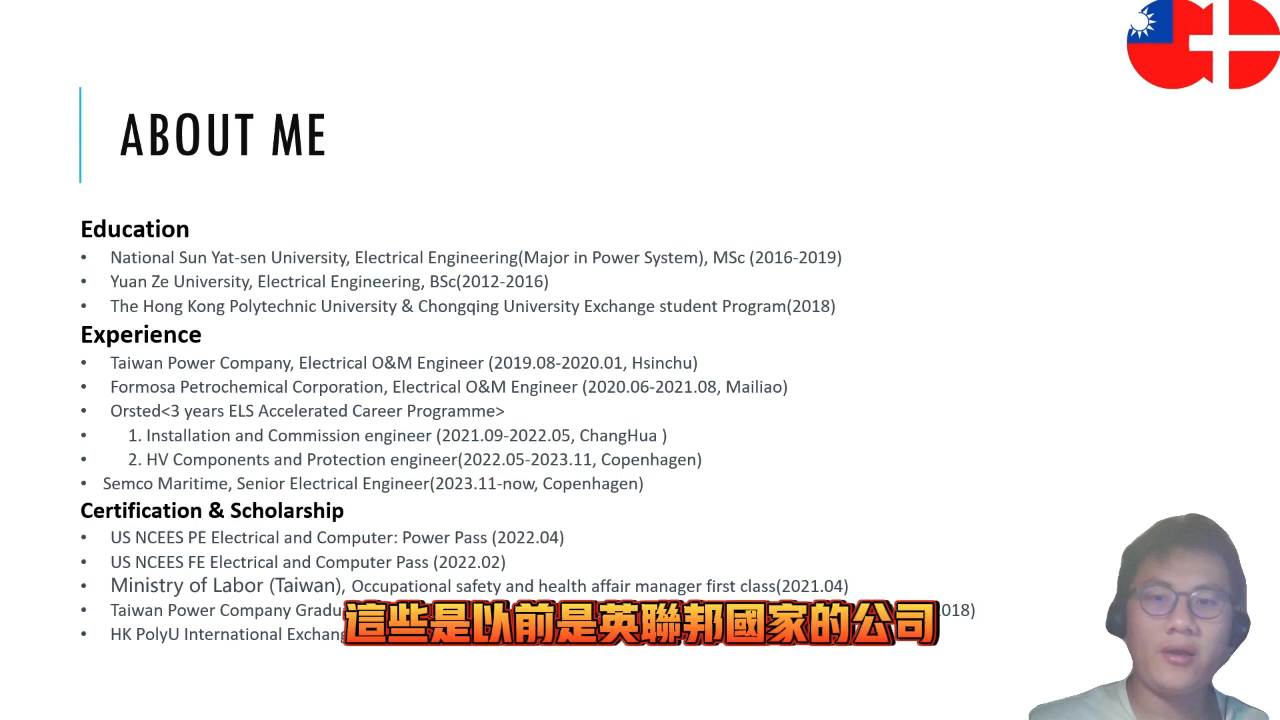 ABOUT ME
Education
• National Sun Yat-sen University, Electrical Engineering(Major in Power System), MSc (2016-2019)
• Yuan Ze University, Electrical Engineering, BSc(2012-2016)
• The Hong Kong Polytechnic University & Chongqing University Exchange student Program(2018)
Experience
• Taiwan Power Company, Electrical O&M Engineer (2019.08-2020.01, Hsinchu)
• Formosa Petrochemical Corporation, Electrical O&M Engineer (2020.06-2021.08, Mailiao)
• Orsted<3 years ELS Accelerated Career Programme>
• 1. Installation and Commission engineer (2021.09-2022.05, ChangHua )
• 2. HV Components and Protection engineer(2022.05-2023.11, Copenhagen)
• Semco Maritime, Senior Electrical Engineer(2023.11-now, Copenhagen)
Certification & Scholarship
• US NCEES PE Electrical and Computer: Power Pass (2022.04)
• US NCEES FE Electrical and Computer Pass (2022.02)
• Ministry of Labor (Taiwan), Occupational safety and health affair manager first class(2021.04)
• Taiwan Power Company 2018)
• HK PolyU International
這些是以前是英聯邦國家的公司